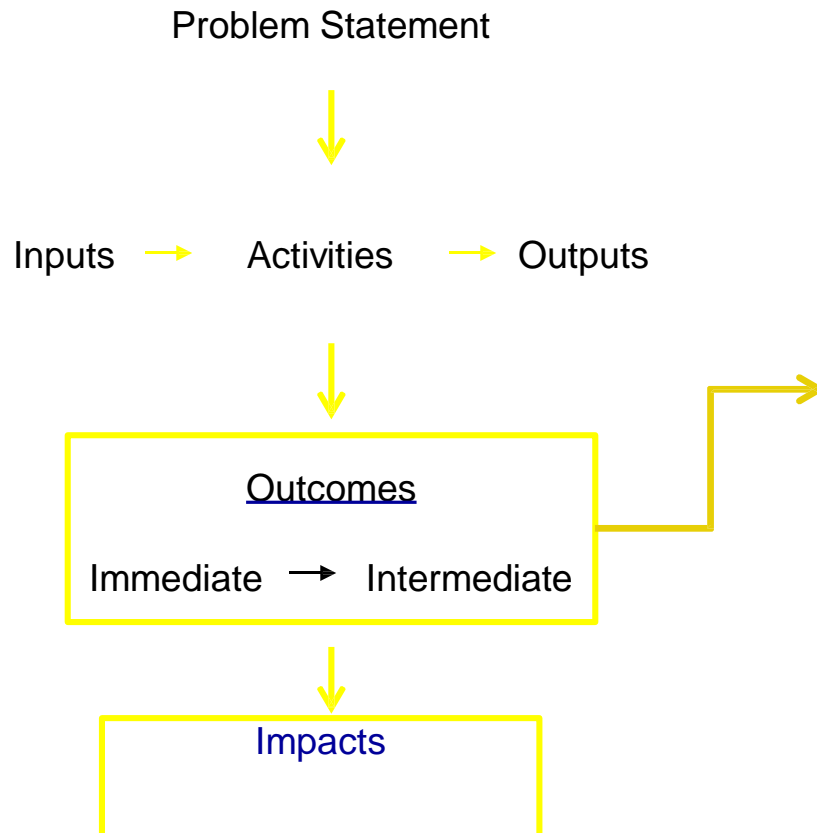 Problem Statement
Inputs Activities Outputs
Outcomes
Immediate Intermediate
Impacts